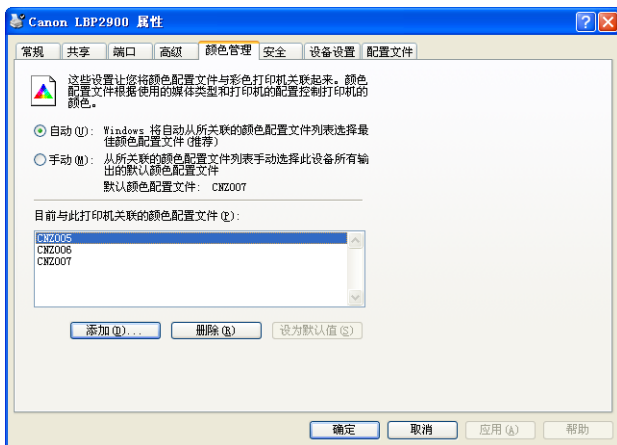 Canon LBP2900 属性
常规 共享 端口 高级 颜色管理 安全 设备设置 配置文件
这些设置让您将颜色配置文件与彩色打印机关联起来。颜色
配置文件根据使用的媒体类型和打印机的配置控制打印机的
颜色。
自动(U): Windows 将自动从所关联的颜色配置文件列表选择最
佳颜色配置文件(推荐)
手动(M): 从所关联的颜色配置文件列表手动选择此设备所有输
出的默认颜色配置文件
默认颜色配置文件: CNZ007
目前与此打印机关联的颜色配置文件(P):
CNZ005
CNZ006
CNZ007
添加(D)... 删除(R) 设为默认值(S)
确定 取消 应用(A) 帮助